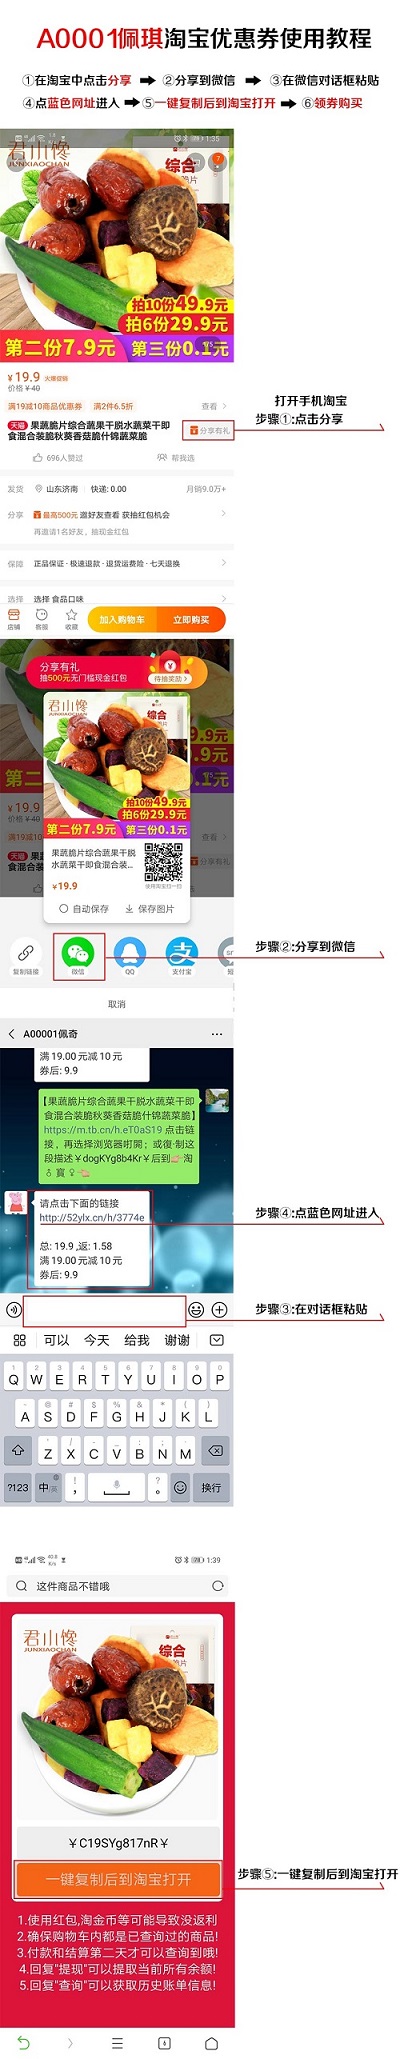 A0001佩琪淘宝优惠券使用教程
①在淘宝中点击分享 ②分享到微信 ③在微信对话框粘贴
④点蓝色网址进入 ⑤一键复制后到淘宝打开 ⑥领券购买
1:35
君小馋
JUNXIAOCHAN
综合
脆片
7
拍10份49.9元
拍6份29.9元
第二份7.9元 第三份0.1元
¥19.9 火爆促销
价格 ¥40
满19减10商品优惠券 满2件6.5折 查看
打开手机淘宝
步骤①:点击分享
天猫 果蔬脆片综合蔬果干脱水蔬菜干即
食混合装脆秋葵香菇脆什锦蔬菜脆
分享有礼
696人赞过 帮我选
发货 山东济南 快递: 0.00 月销9.0万+
分享 最高500元 邀好友查看 获抽红包机会
再邀请1名好友，抽现金红包
保障 正品保证 · 极速退款 · 退货运费险 · 七天退换
选择 选择 食品口味
店铺 客服 收藏 加入购物车 立即购买
分享有礼
抽500元无门槛现金红包
待抽奖励
君小馋
JUNXIAOCHAN
综合
拍10份49.9元
拍6份29.9元
第二份7.9元 第三份0.1元
果蔬脆片综合蔬果干脱
水蔬菜干即食混合装...
¥19.9
使用淘宝扫一扫
自动保存 保存图片
步骤②:分享到微信
复制链接 微信 QQ 支付宝
取消
A00001佩奇
满 19.00 元减 10 元
券后: 9.9
【果蔬脆片综合蔬果干脱水蔬菜干即
食混合装脆秋葵香菇脆什锦蔬菜脆】
https://m.tb.cn/h.eT0aS19 点击链
接，再选择浏览器咑閞；或復·制这
段描述￥dogKYg8b4Kr￥后到
淘
寳
请点击下面的链接
http://52ylx.cn/h/3774e
总: 19.9 ,返: 1.58
满 19.00 元减 10 元
券后: 9.9
步骤④:点蓝色网址进人
步骤③:在对话框粘贴
可以 今天 给我 谢谢
1 2 3 4 5 6 7 8 9 0
Q W E R T Y U I O P
A S D F G H J K L
Z X C V B N M
?123 中/英 ， 。 换行
1:39
这件商品不错哦
君小馋
JUNXIAOCHAN
综合
脆片
￥C19SYg817nR￥
一键复制后到淘宝打开
步骤⑤:一键复制后到淘宝打开
1.使用红包,淘金币等可能导致没返利
2.确保购物车内都是已查询过的商品!
3.付款和结算第二天才可以查询到哦!
4.回复"提现"可以提取当前所有余额!
5.回复"查询"可以获取历史账单信息!